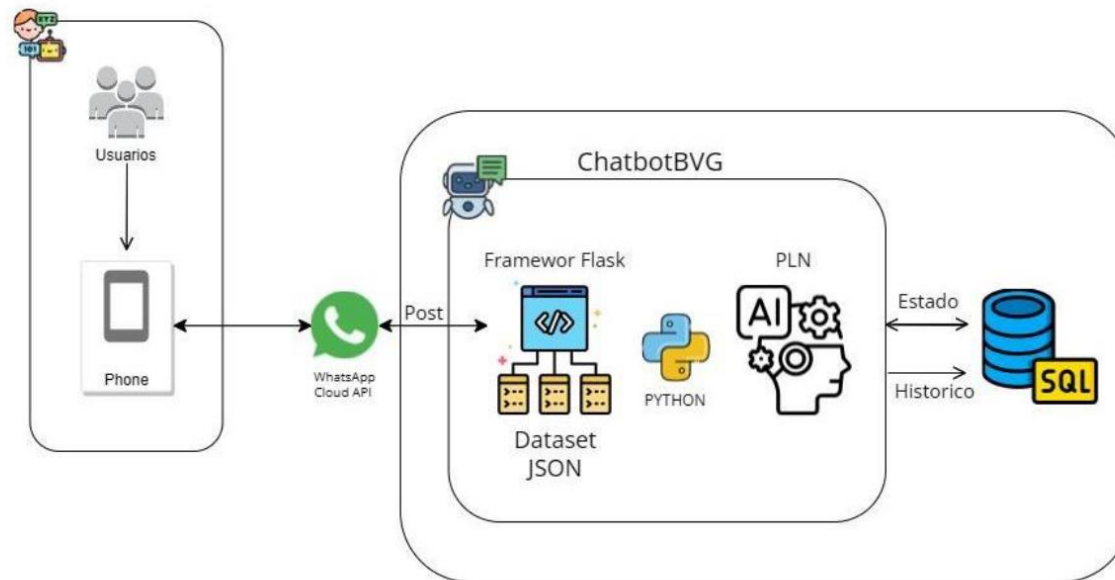 XYZ
101
Usuarios
Phone
WhatsApp
Cloud API
Post
ChatbotBVG
Framewor Flask
</>
Dataset
JSON
PYTHON
PLN
AI
Estado
Historico
SQL